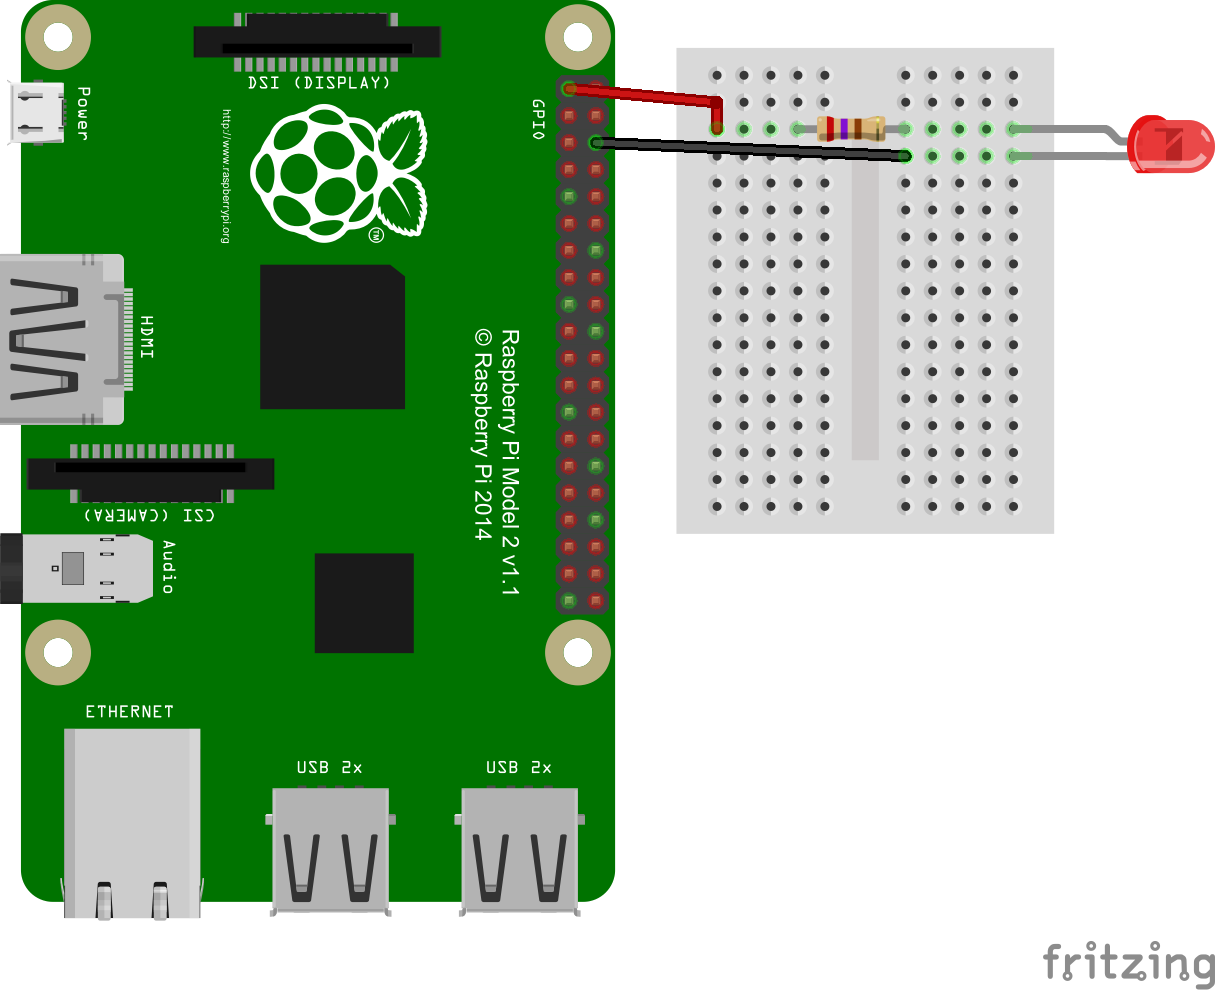 DSI (DISPLAY)
Power
GPIO
http://www.raspberrypi.org
TM
HDMI
Raspberry Pi Model 2 v1.1
© Raspberry Pi 2014
CSI (CAMERA)
Audio
ETHERNET
USB 2x
USB 2x
fritzing